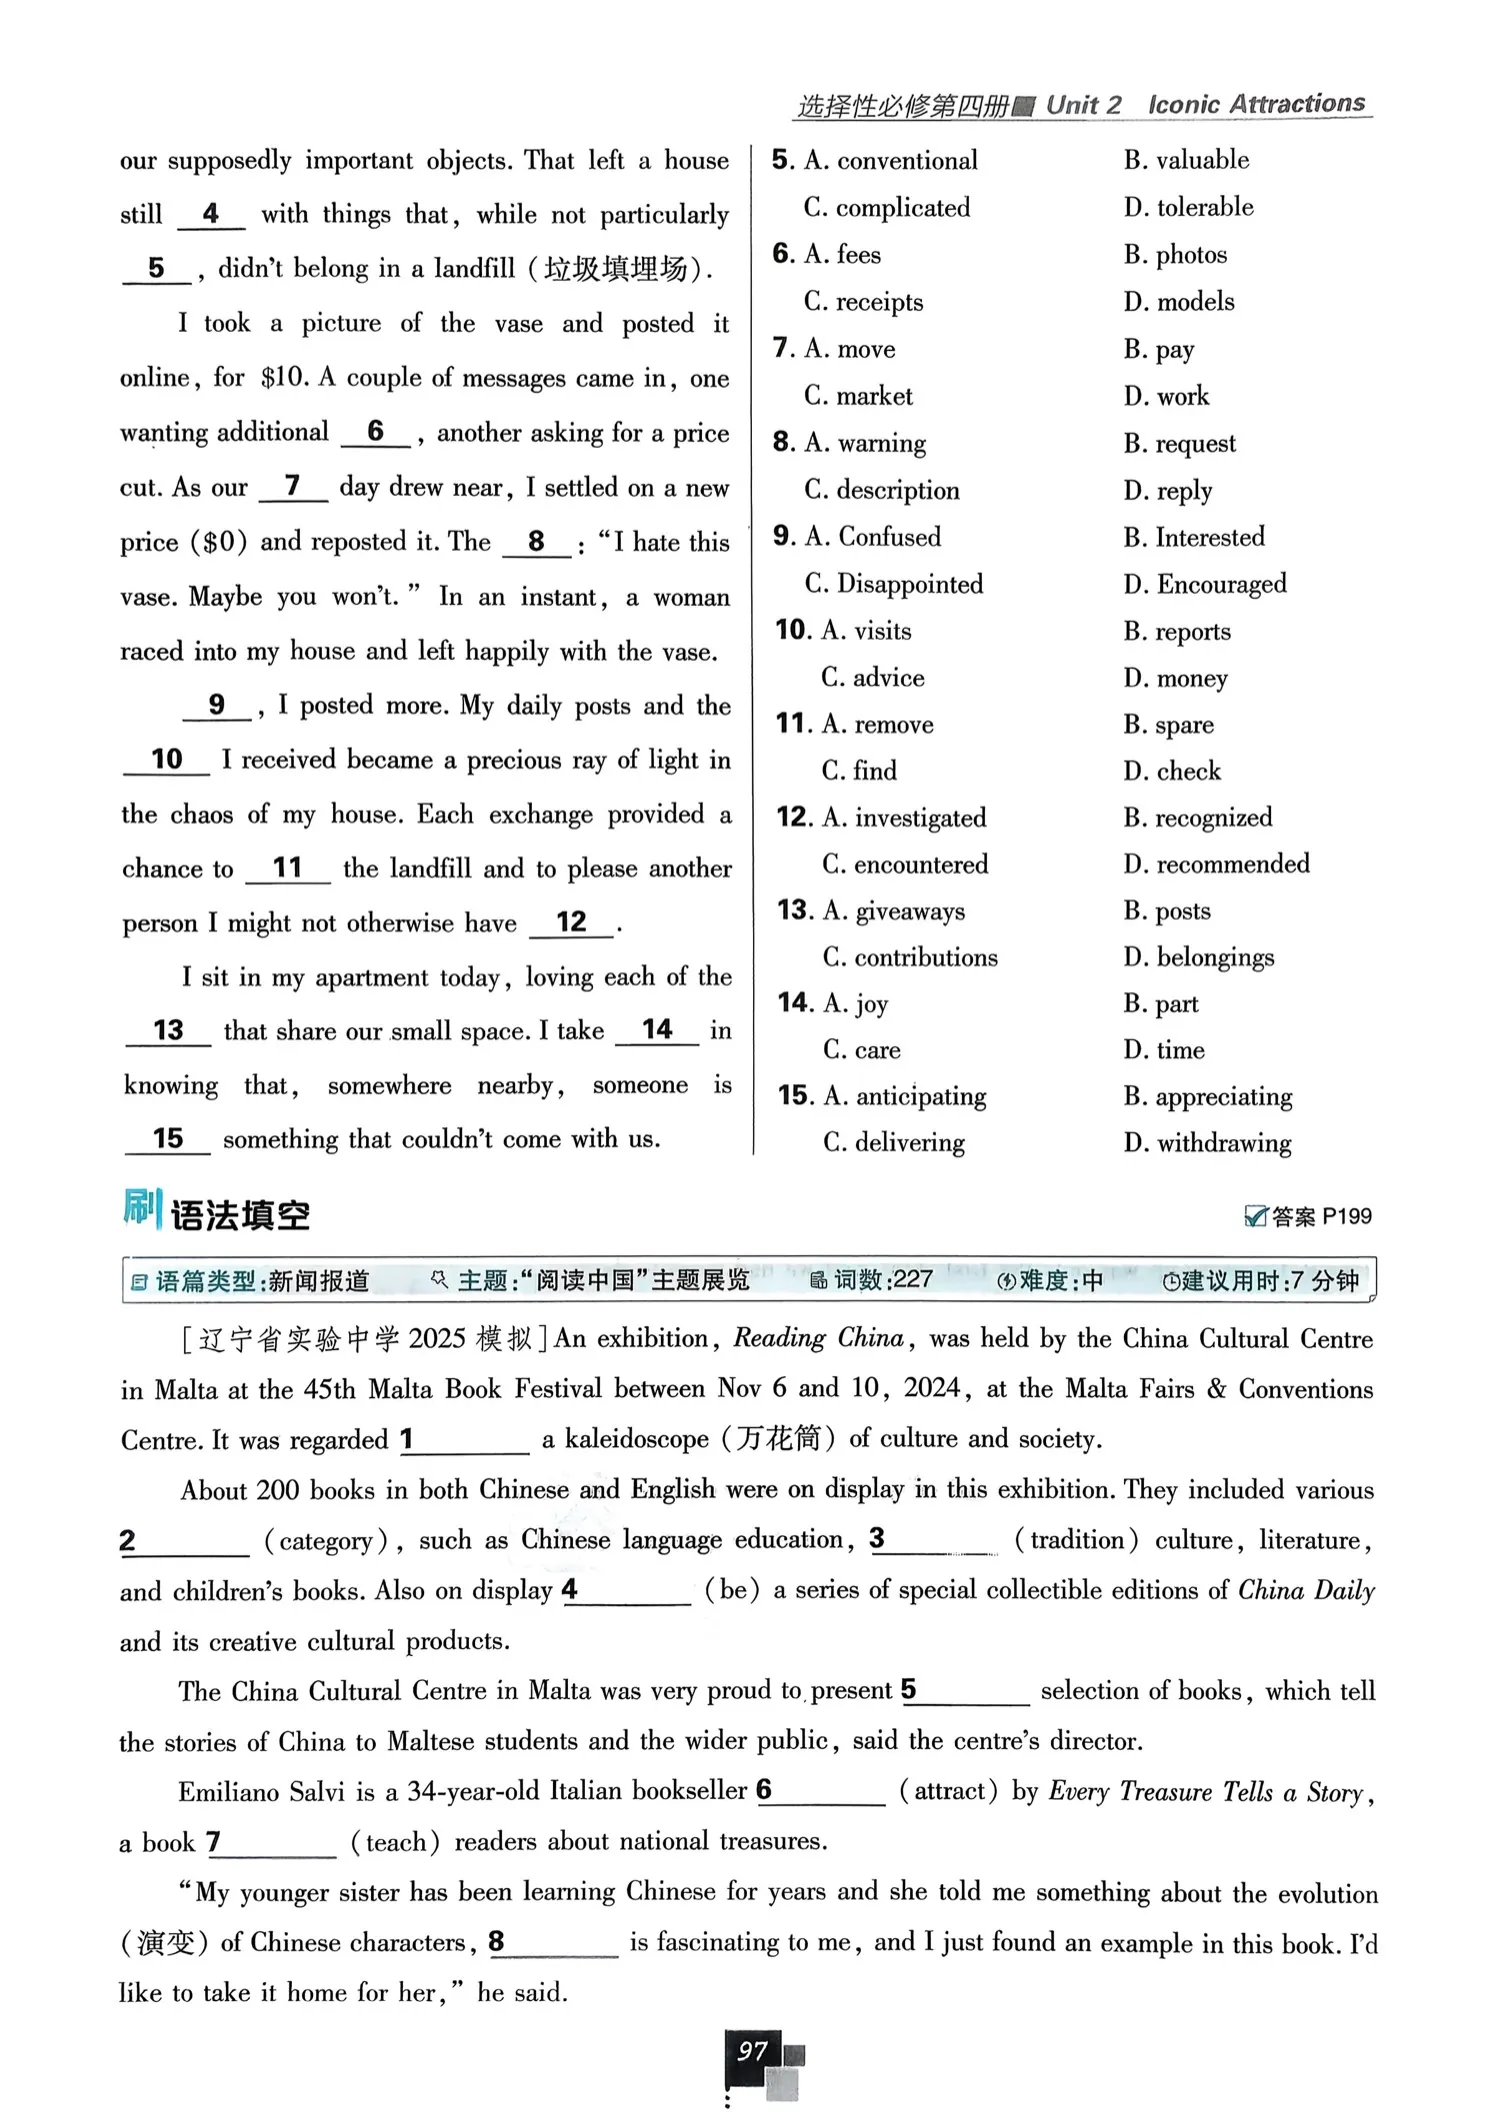 选择性必修第四册 Unit 2 Iconic Attractions
our supposedly important objects. That left a house
still 4 with things that, while not particularly
5, didn't belong in a landfill (垃圾填埋场).
I took a picture of the vase and posted it
online, for $10. A couple of messages came in, one
wanting additional 6, another asking for a price
cut. As our 7 day drew near, I settled on a new
price ($0) and reposted it. The 8: “I hate this
vase. Maybe you won't.” In an instant, a woman
raced into my house and left happily with the vase.
9, I posted more. My daily posts and the
10 I received became a precious ray of light in
the chaos of my house. Each exchange provided a
chance to 11 the landfill and to please another
person I might not otherwise have 12.
I sit in my apartment today, loving each of the
13 that share our small space. I take 14 in
knowing that, somewhere nearby, someone is
15 something that couldn't come with us.
5. A. conventional B. valuable
C. complicated D. tolerable
6. A. fees B. photos
C. receipts D. models
7. A. move B. pay
C. market D. work
8. A. warning B. request
C. description D. reply
9. A. Confused B. Interested
C. Disappointed D. Encouraged
10. A. visits B. reports
C. advice D. money
11. A. remove B. spare
C. find D. check
12. A. investigated B. recognized
C. encountered D. recommended
13. A. giveaways B. posts
C. contributions D. belongings
14. A. joy B. part
C. care D. time
15. A. anticipating B. appreciating
C. delivering D. withdrawing
刷 语法填空 答案 P199
语篇类型:新闻报道 主题:“阅读中国”主题展览 词数:227 难度:中 建议用时:7 分钟
[辽宁省实验中学 2025 模拟]An exhibition, Reading China, was held by the China Cultural Centre
in Malta at the 45th Malta Book Festival between Nov 6 and 10, 2024, at the Malta Fairs & Conventions
Centre. It was regarded 1________ a kaleidoscope (万花筒) of culture and society.
About 200 books in both Chinese and English were on display in this exhibition. They included various
2________ (category), such as Chinese language education, 3________ (tradition) culture, literature,
and children's books. Also on display 4________ (be) a series of special collectible editions of China Daily
and its creative cultural products.
The China Cultural Centre in Malta was very proud to present 5________ selection of books, which tell
the stories of China to Maltese students and the wider public, said the centre's director.
Emiliano Salvi is a 34-year-old Italian bookseller 6________ (attract) by Every Treasure Tells a Story,
a book 7________ (teach) readers about national treasures.
“My younger sister has been learning Chinese for years and she told me something about the evolution
(演变) of Chinese characters, 8________ is fascinating to me, and I just found an example in this book. I'd
like to take it home for her,” he said.
97